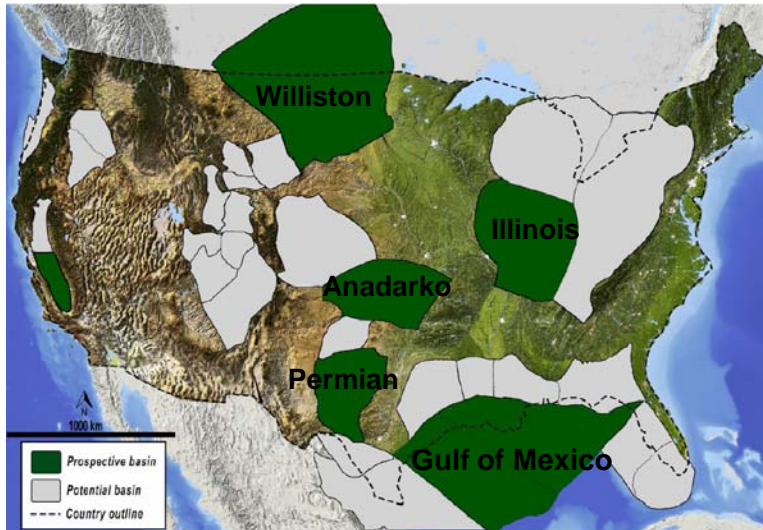 Williston
Illinois
Anadarko
Permian
Gulf of Mexico
N
1000 km
Prospective basin
Potential basin
Country outline